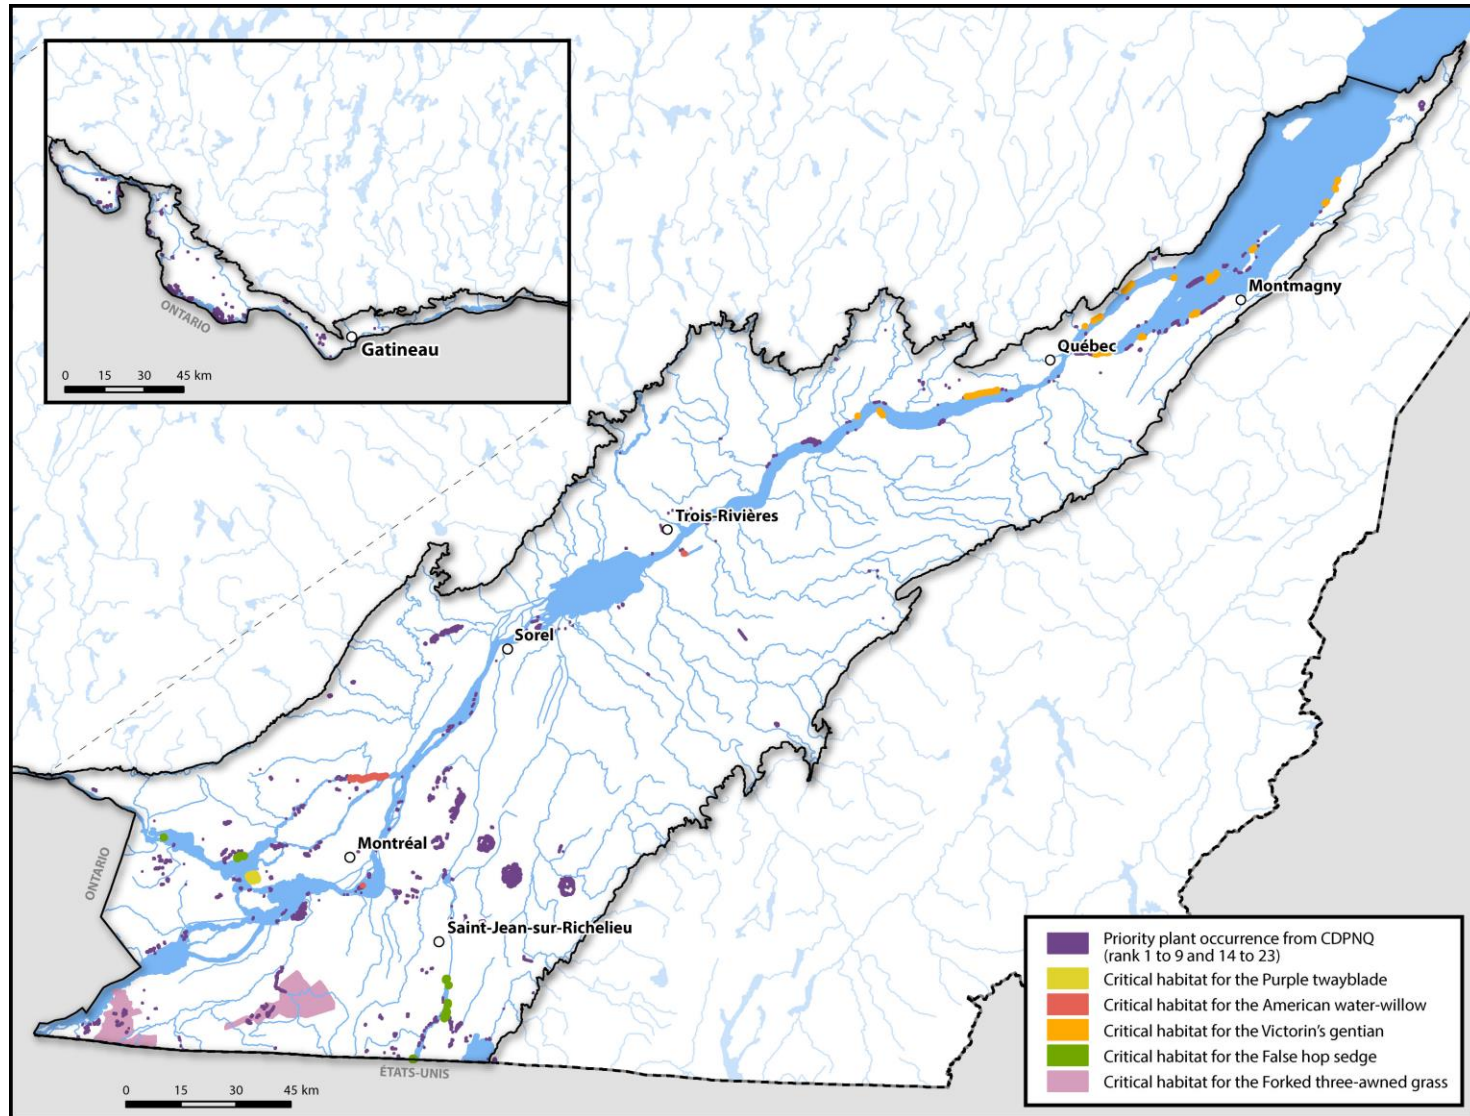 ONTARIO
Gatineau
0 15 30 45 km
Montmagny
Québec
Trois-Rivières
Sorel
Montréal
ONTARIO
Saint-Jean-sur-Richelieu
ÉTATS-UNIS
0 15 30 45 km
Priority plant occurrence from CDPNQ
(rank 1 to 9 and 14 to 23)
Critical habitat for the Purple twayblade
Critical habitat for the American water-willow
Critical habitat for the Victorin's gentian
Critical habitat for the False hop sedge
Critical habitat for the Forked three-awned grass